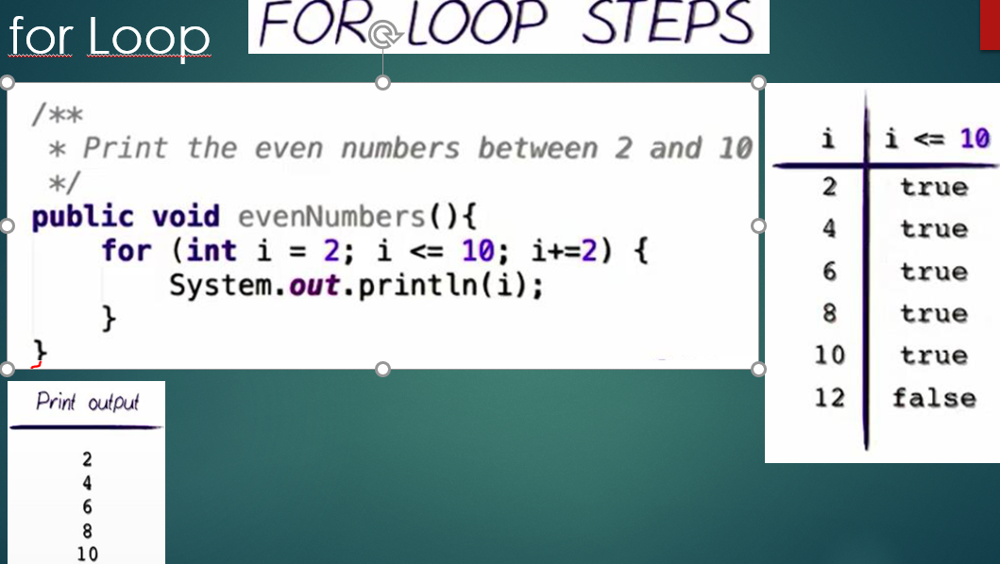 for Loop
FOR LOOP STEPS
/**
* Print the even numbers between 2 and 10
*/
public void evenNumbers(){
for (int i = 2; i <= 10; i+=2) {
System.out.println(i);
}
}
i i <= 10
2 true
4 true
6 true
8 true
10 true
12 false
Print output
2
4
6
8
10